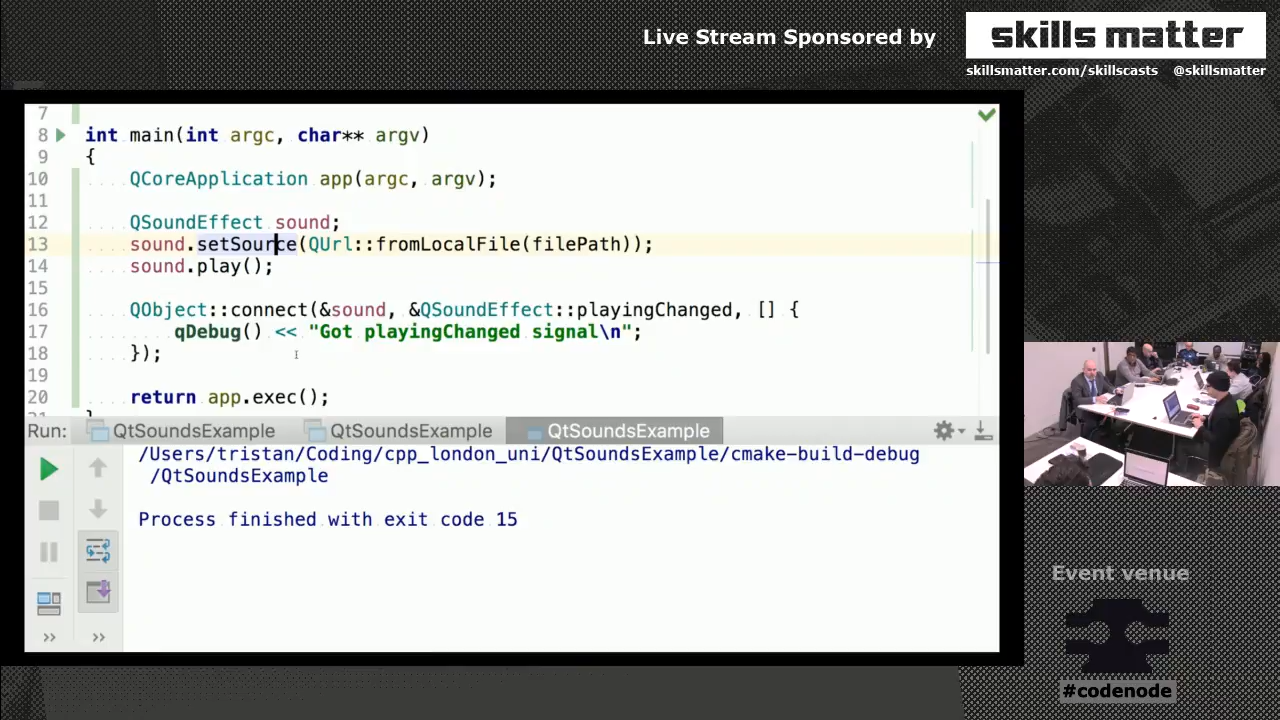 Live Stream Sponsored by
skills matter
skillsmatter.com/skillscasts @skillsmatter
7
8 int main(int argc, char** argv)
9 {
10 QCoreApplication app(argc, argv);
11
12 QSoundEffect sound;
13 sound.setSource(QUrl::fromLocalFile(filePath));
14 sound.play();
15
16 QObject::connect(&sound, &QSoundEffect::playingChanged, [] {
17 qDebug() << "Got playingChanged signal\n";
18 });
19
20 return app.exec();
Run: QtSoundsExample QtSoundsExample QtSoundsExample
/Users/tristan/Coding/cpp_london_uni/QtSoundsExample/cmake-build-debug
/QtSoundsExample
Process finished with exit code 15
Event venue
#codenode